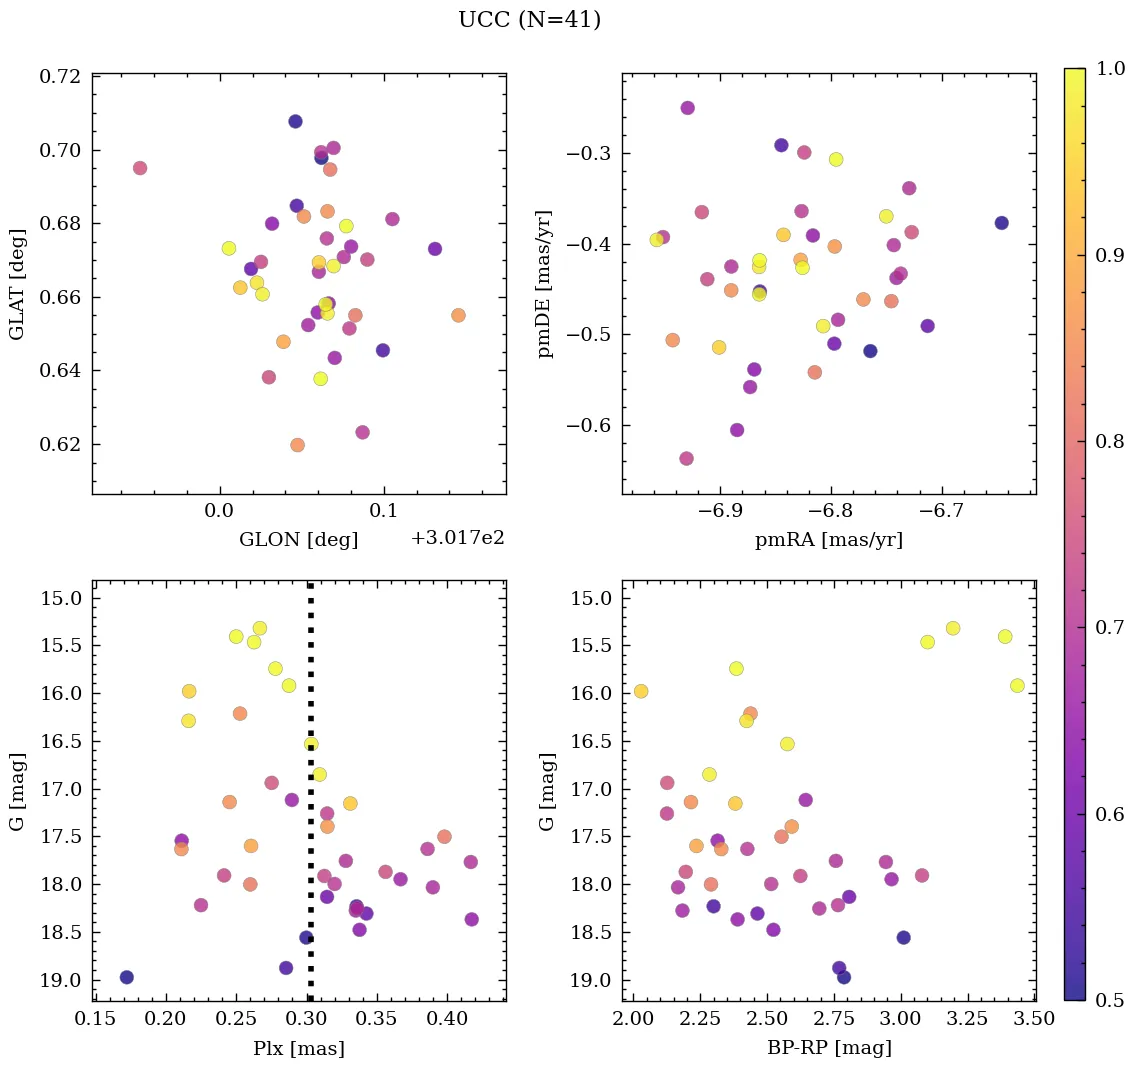 UCC (N=41)
0.72
0.70
0.68
0.66
0.64
0.62
GLAT [deg]
0.0 0.1
GLON [deg] +3.017e2
−0.3
−0.4
−0.5
−0.6
pmDE [mas/yr]
−6.9 −6.8 −6.7
pmRA [mas/yr]
15.0
15.5
16.0
16.5
17.0
17.5
18.0
18.5
19.0
G [mag]
0.15 0.20 0.25 0.30 0.35 0.40
Plx [mas]
15.0
15.5
16.0
16.5
17.0
17.5
18.0
18.5
19.0
G [mag]
2.00 2.25 2.50 2.75 3.00 3.25 3.50
BP-RP [mag]
1.0
0.9
0.8
0.7
0.6
0.5